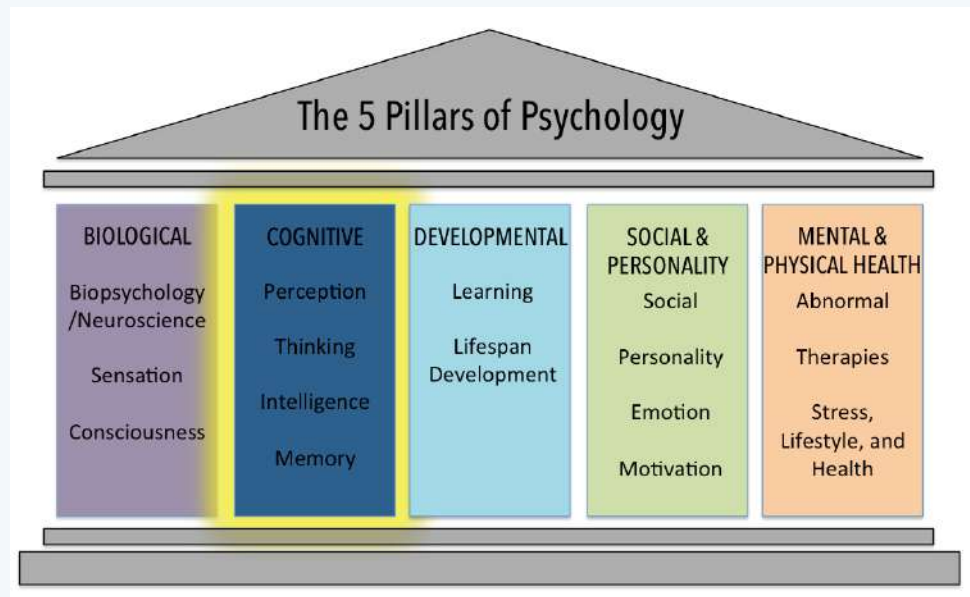 The 5 Pillars of Psychology
BIOLOGICAL
Biopsychology
/Neuroscience
Sensation
Consciousness
COGNITIVE
Perception
Thinking
Intelligence
Memory
DEVELOPMENTAL
Learning
Lifespan
Development
SOCIAL &
PERSONALITY
Social
Personality
Emotion
Motivation
MENTAL &
PHYSICAL HEALTH
Abnormal
Therapies
Stress,
Lifestyle, and
Health